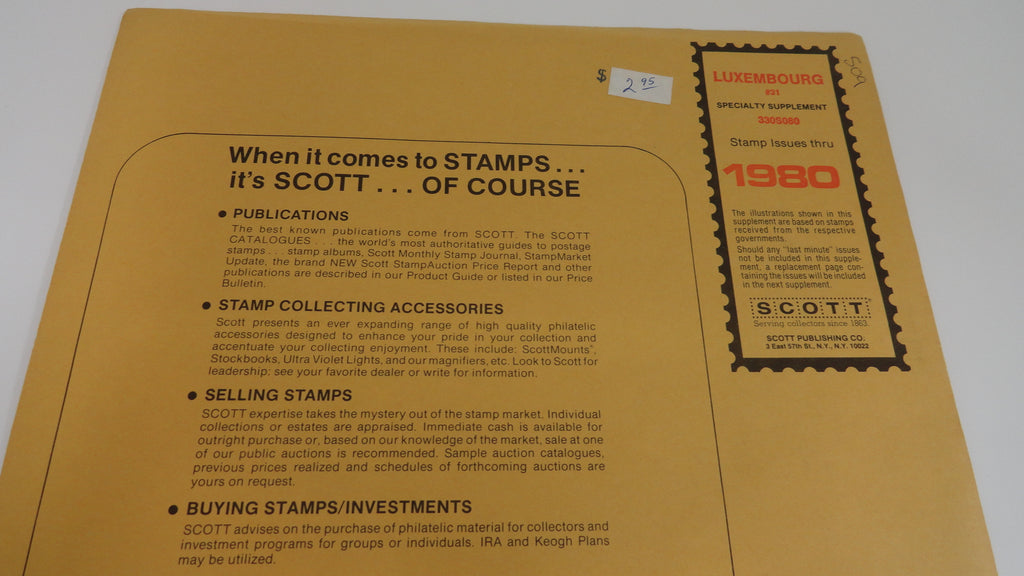 $ 2 95
LUXEMBOURG
#31
SPECIALTY SUPPLEMENT
330S080
Stamp Issues thru
1980
The illustrations shown in this
supplement are based on stamps
received from the respective
governments.
Should any "last minute" issues
not be included in this supple-
ment, a replacement page con-
taining the issues will be included
in the next supplement.
SCOTT®
Serving collectors since 1863.
SCOTT PUBLISHING CO.
3 East 57th St., N.Y., N.Y. 10022
When it comes to STAMPS...
it's SCOTT... OF COURSE
● PUBLICATIONS
The best known publications come from SCOTT. The SCOTT
CATALOGUES... the world's most authoritative guides to postage
stamps... stamp albums, Scott Monthly Stamp Journal, StampMarket
Update, the brand NEW Scott StampAuction Price Report and other
publications are described in our Product Guide or listed in our Price
Bulletin.
● STAMP COLLECTING ACCESSORIES
Scott presents an ever expanding range of high quality philatelic
accessories designed to enhance your pride in your collection and
accentuate your collecting enjoyment. These include: ScottMounts®,
Stockbooks, Ultra Violet Lights, and our magnifiers, etc. Look to Scott for
leadership; see your favorite dealer or write for information.
● SELLING STAMPS
SCOTT expertise takes the mystery out of the stamp market. Individual
collections or estates are appraised. Immediate cash is available for
outright purchase or, based on our knowledge of the market, sale at one
of our public auctions is recommended. Sample auction catalogues,
previous prices realized and schedules of forthcoming auctions are
yours on request.
● BUYING STAMPS/INVESTMENTS
SCOTT advises on the purchase of philatelic material for collectors and
investment programs for groups or individuals. IRA and Keogh Plans
may be utilized.